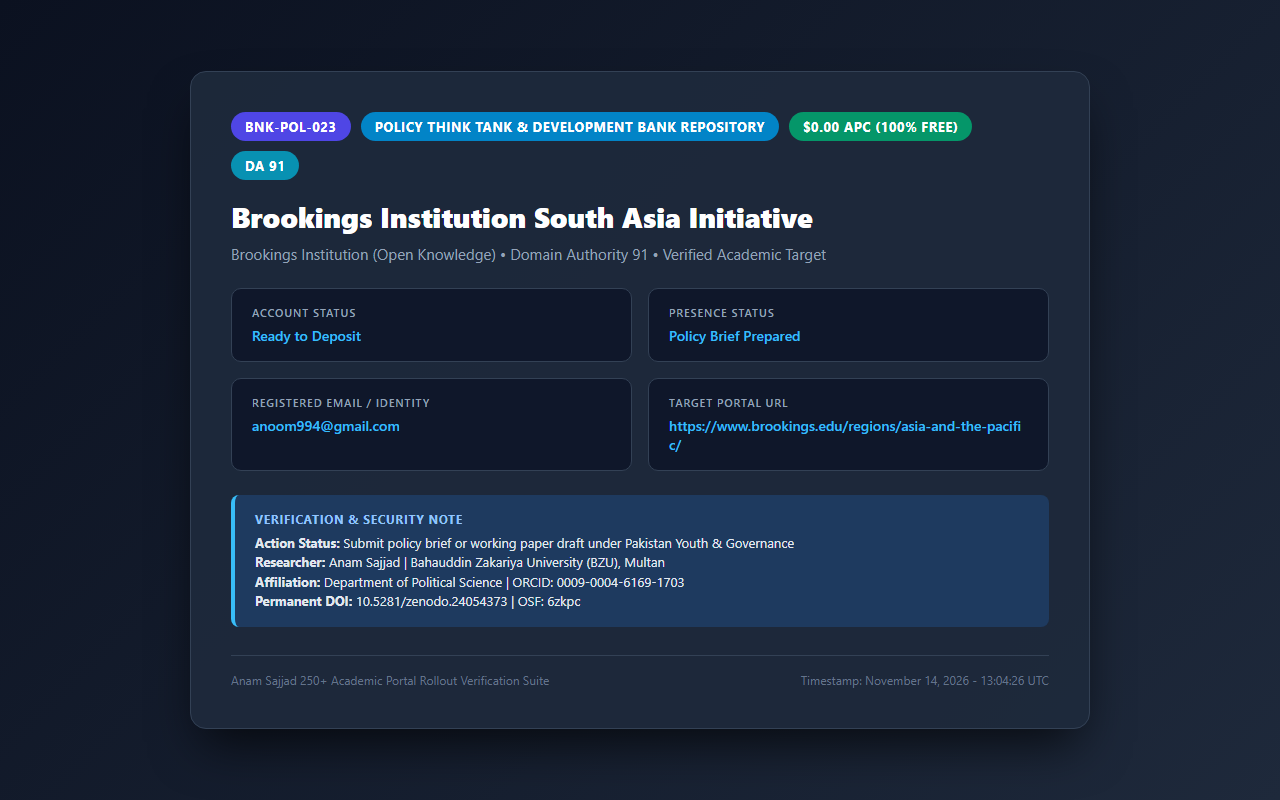 BNK-POL-023
POLICY THINK TANK & DEVELOPMENT BANK REPOSITORY
$0.00 APC (100% FREE)
DA 91
Brookings Institution South Asia Initiative
Brookings Institution (Open Knowledge) • Domain Authority 91 • Verified Academic Target
ACCOUNT STATUS
Ready to Deposit
PRESENCE STATUS
Policy Brief Prepared
REGISTERED EMAIL / IDENTITY
anoom994@gmail.com
TARGET PORTAL URL
https://www.brookings.edu/regions/asia-and-the-pacifi
c/
VERIFICATION & SECURITY NOTE
Action Status: Submit policy brief or working paper draft under Pakistan Youth & Governance
Researcher: Anam Sajjad | Bahauddin Zakariya University (BZU), Multan
Affiliation: Department of Political Science | ORCID: 0009-0004-6169-1703
Permanent DOI: 10.5281/zenodo.24054373 | OSF: 6zkpc
Anam Sajjad 250+ Academic Portal Rollout Verification Suite
Timestamp: November 14, 2026 - 13:04:26 UTC